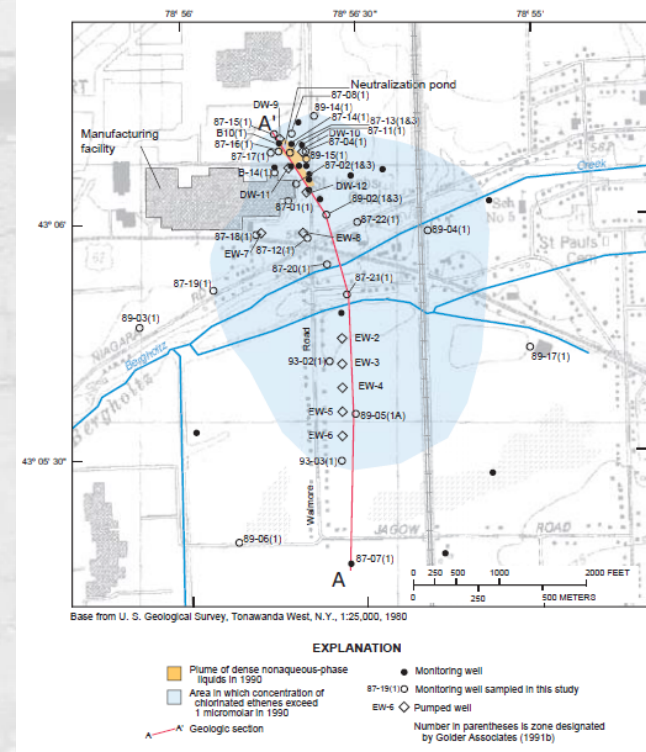 78° 56'
78° 56' 30"
78° 55'
Neutralization pond
DW-9
87-08(1)
89-14(1)
87-15(1)
A'
87-14(1)
87-13(1&3)
B10(1)
DW-10
87-11(1)
Manufacturing
facility
87-16(1)
87-04(1)
87-17(1)
89-15(1)
B-14(1)
87-02(1&3)
DW-11
DW-12
Creek
87-01(1)
89-02(1&3)
Sch
No 5
43° 06'
87-22(1)
89-04(1)
87-18(1)
EW-8
St Pauls
Cem
EW-7
87-12(1)
87-20(1)
87-19(1)
87-21(1)
RD
89-03(1)
NIAGARA
Bergholtz
Road
EW-2
89-17(1)
93-02(1)
EW-3
Bergholtz
EW-4
EW-5
89-05(1A)
EW-6
43° 05' 30"
93-03(1)
Walmore
JAGOW ROAD
89-06(1)
87-07(1)
A
0 250 500 1000 2000 FEET
0 250 500 METERS
Base from U. S. Geological Survey, Tonawanda West, N.Y., 1:25,000, 1980
EXPLANATION
Plume of dense nonaqueous-phase
liquids in 1990
Area in which concentration of
chlorinated ethenes exceed
1 micromolar in 1990
A A' Geologic section
Monitoring well
87-19(1) Monitoring well sampled in this study
EW-6 Pumped well
Number in parentheses is zone designated
by Golder Associates (1991b)